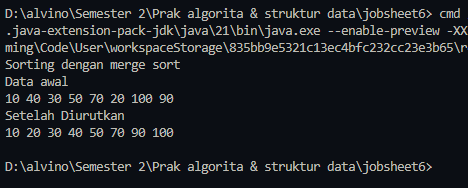 D:\alvino\Semester 2\Prak algorita & struktur data\jobsheet6> cmd
.java-extension-pack-jdk\java\21\bin\java.exe --enable-preview -XX
ming\Code\User\workspaceStorage\835bb9e5321c13ec4bfc232cc23e3b65\r
Sorting dengan merge sort
Data awal
10 40 30 50 70 20 100 90
Setelah Diurutkan
10 20 30 40 50 70 90 100
D:\alvino\Semester 2\Prak algorita & struktur data\jobsheet6>